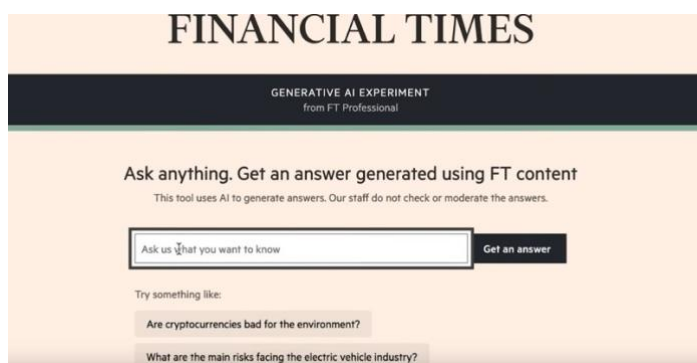 FINANCIAL TIMES
GENERATIVE AI EXPERIMENT
from FT Professional
Ask anything. Get an answer generated using FT content
This tool uses AI to generate answers. Our staff do not check or moderate the answers.
Ask us what you want to know
Get an answer
Try something like:
Are cryptocurrencies bad for the environment?
What are the main risks facing the electric vehicle industry?